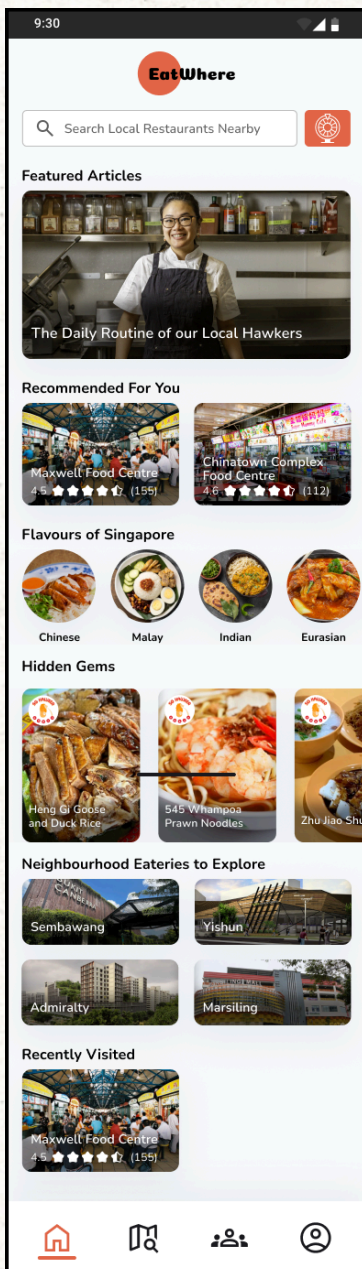 9:30
EatWhere
Search Local Restaurants Nearby
Featured Articles
The Daily Routine of our Local Hawkers
Recommended For You
Maxwell Food Centre
4.5 (155)
Chinatown Complex
Food Centre
4.6 (112)
Flavours of Singapore
Chinese
Malay
Indian
Eurasian
Hidden Gems
Heng Gi Goose
and Duck Rice
545 Whampoa
Prawn Noodles
Zhu Jiao Shu
Neighbourhood Eateries to Explore
CANBERRA
Sembawang
Yishun
Admiralty
Marsiling
Recently Visited
Maxwell Food Centre
4.5 (155)